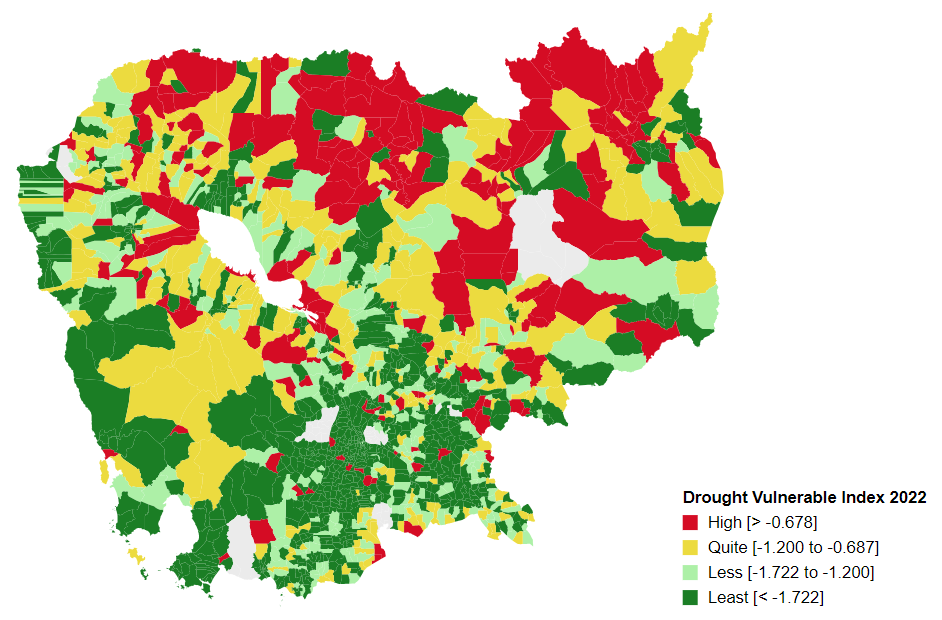 Drought Vulnerable Index 2022
High [> -0.678]
Quite [-1.200 to -0.687]
Less [-1.722 to -1.200]
Least [< -1.722]